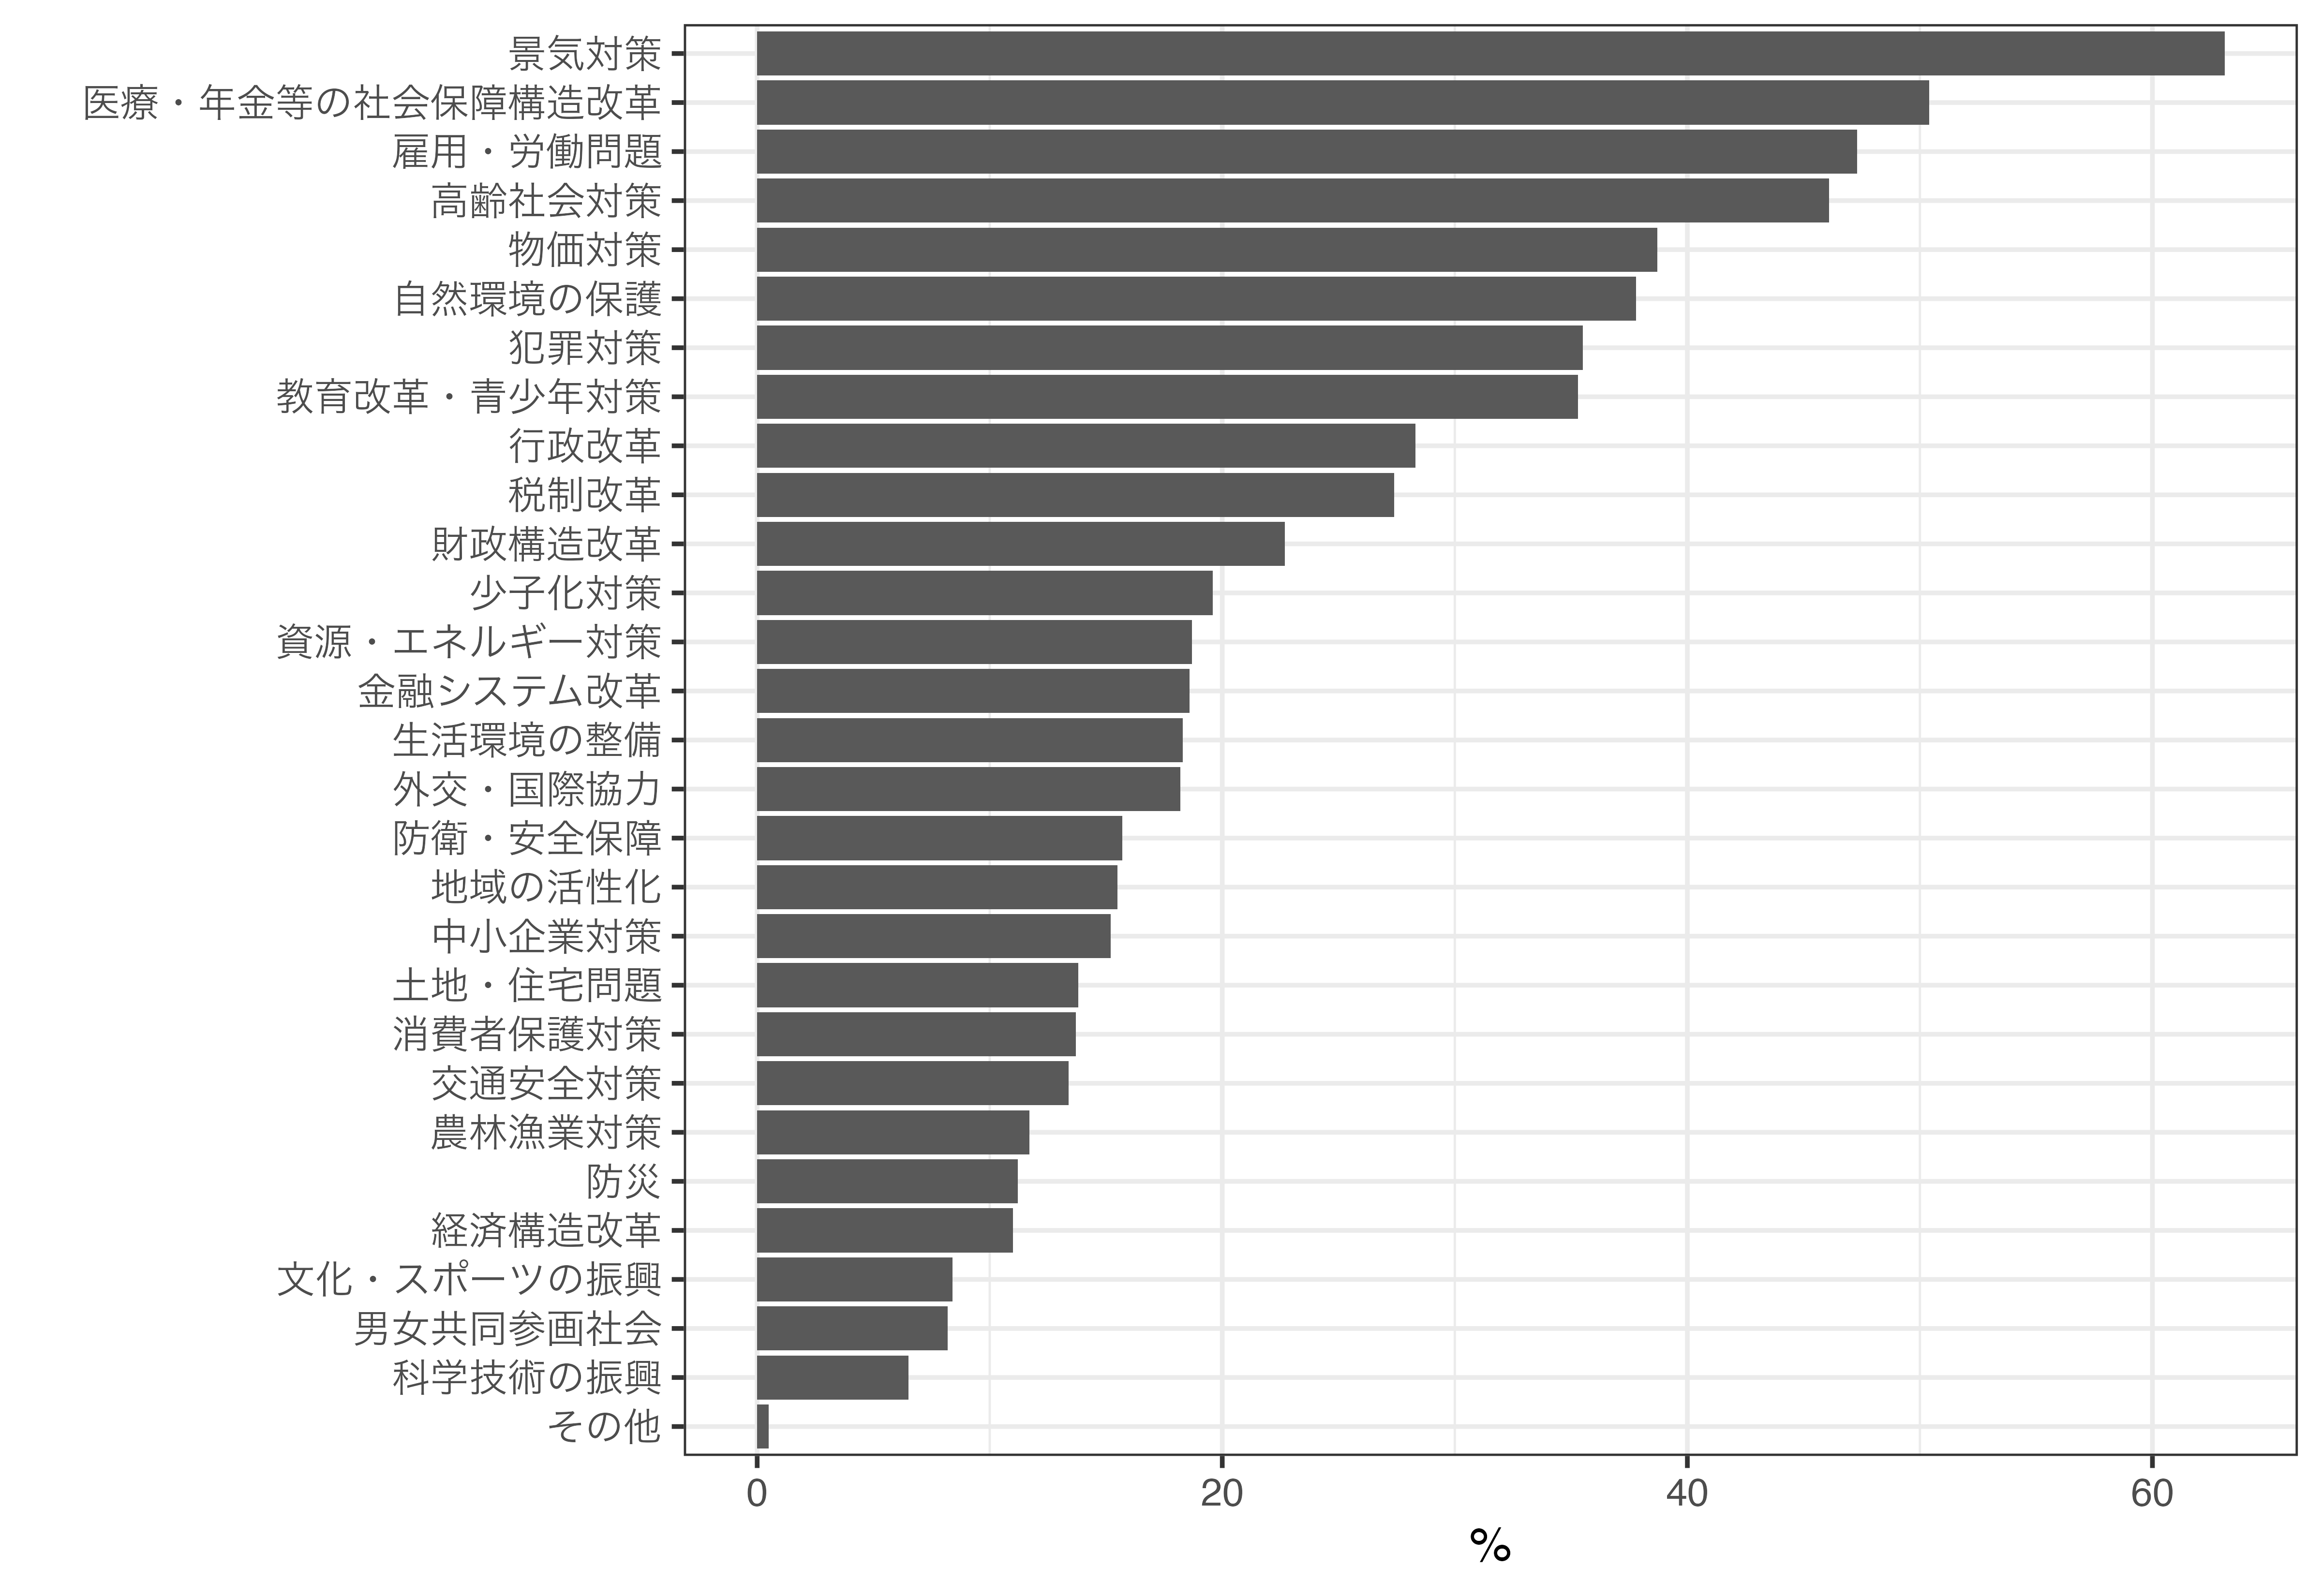 景気対策
医療・年金等の社会保障構造改革
雇用・労働問題
高齢社会対策
物価対策
自然環境の保護
犯罪対策
教育改革・青少年対策
行政改革
税制改革
財政構造改革
少子化対策
資源・エネルギー対策
金融システム改革
生活環境の整備
外交・国際協力
防衛・安全保障
地域の活性化
中小企業対策
土地・住宅問題
消費者保護対策
交通安全対策
農林漁業対策
防災
経済構造改革
文化・スポーツの振興
男女共同参画社会
科学技術の振興
その他
0 20 40 60
%